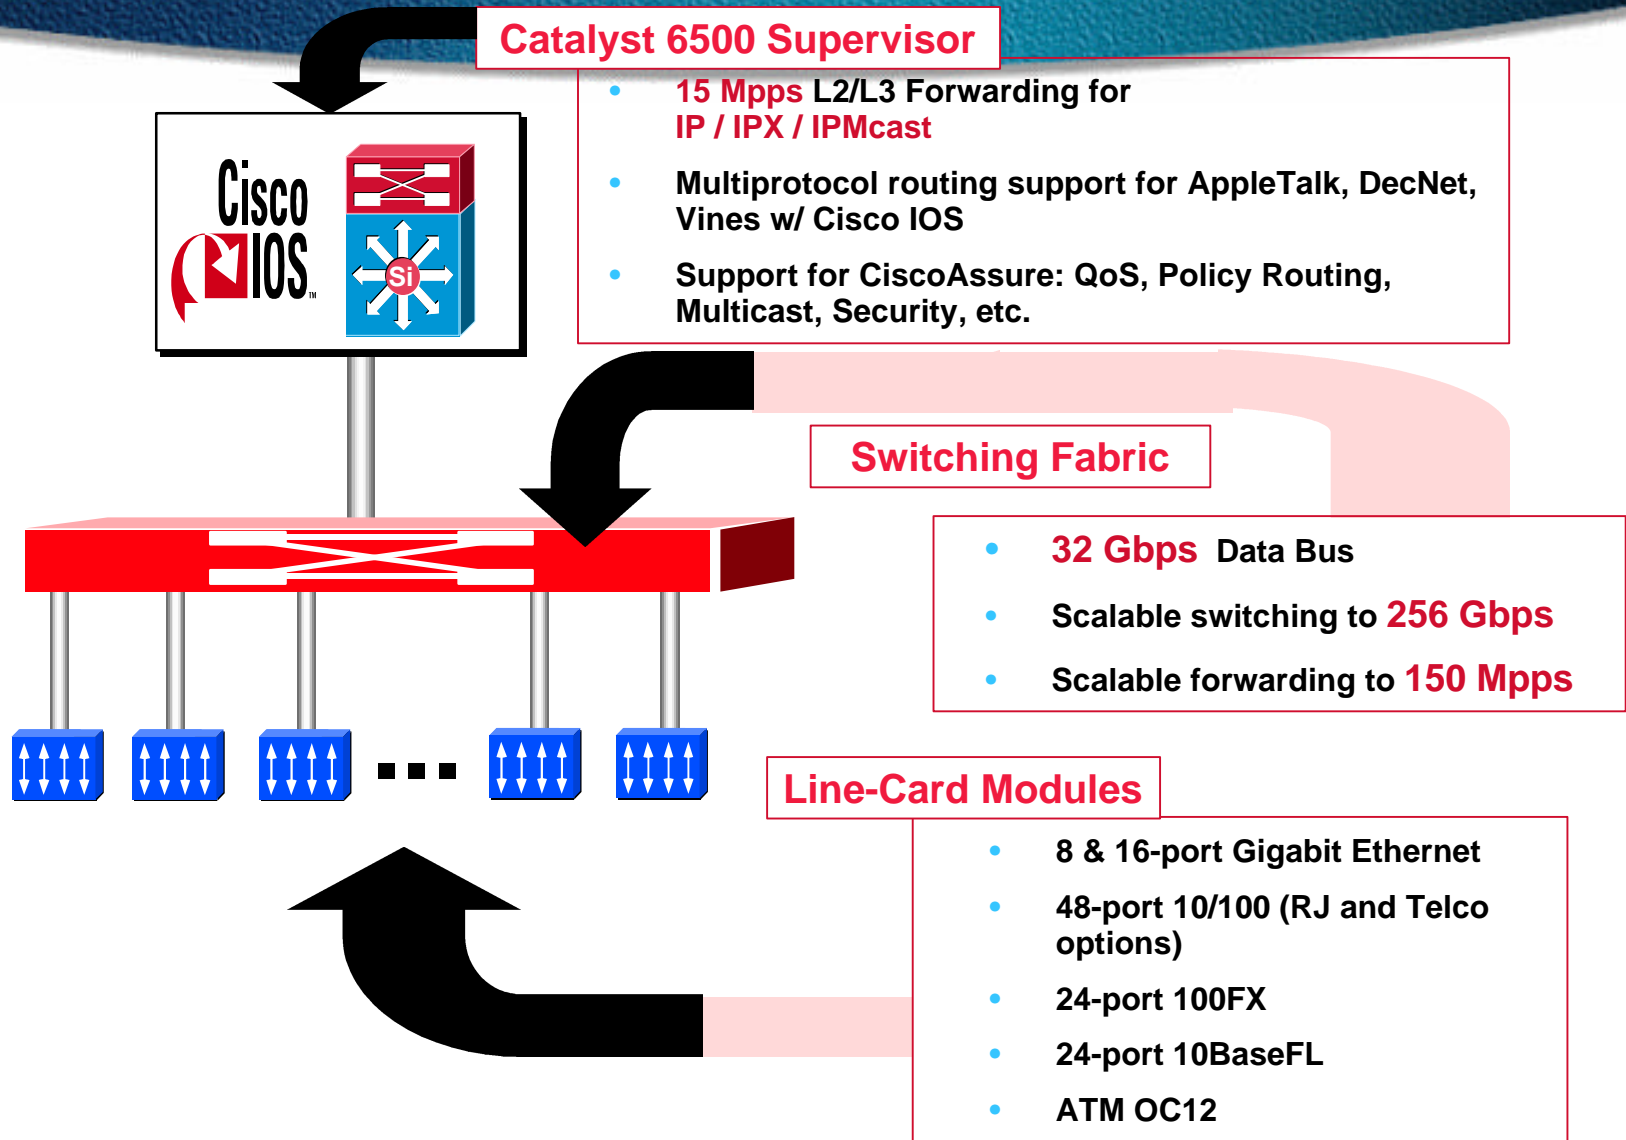 Catalyst 6500 Supervisor
• 15 Mpps L2/L3 Forwarding for
IP / IPX / IPMcast
• Multiprotocol routing support for AppleTalk, DecNet,
Vines w/ Cisco IOS
• Support for CiscoAssure: QoS, Policy Routing,
Multicast, Security, etc.
Cisco
IOS™
Si
Switching Fabric
• 32 Gbps Data Bus
• Scalable switching to 256 Gbps
• Scalable forwarding to 150 Mpps
Line-Card Modules
• 8 & 16-port Gigabit Ethernet
• 48-port 10/100 (RJ and Telco
options)
• 24-port 100FX
• 24-port 10BaseFL
• ATM OC12